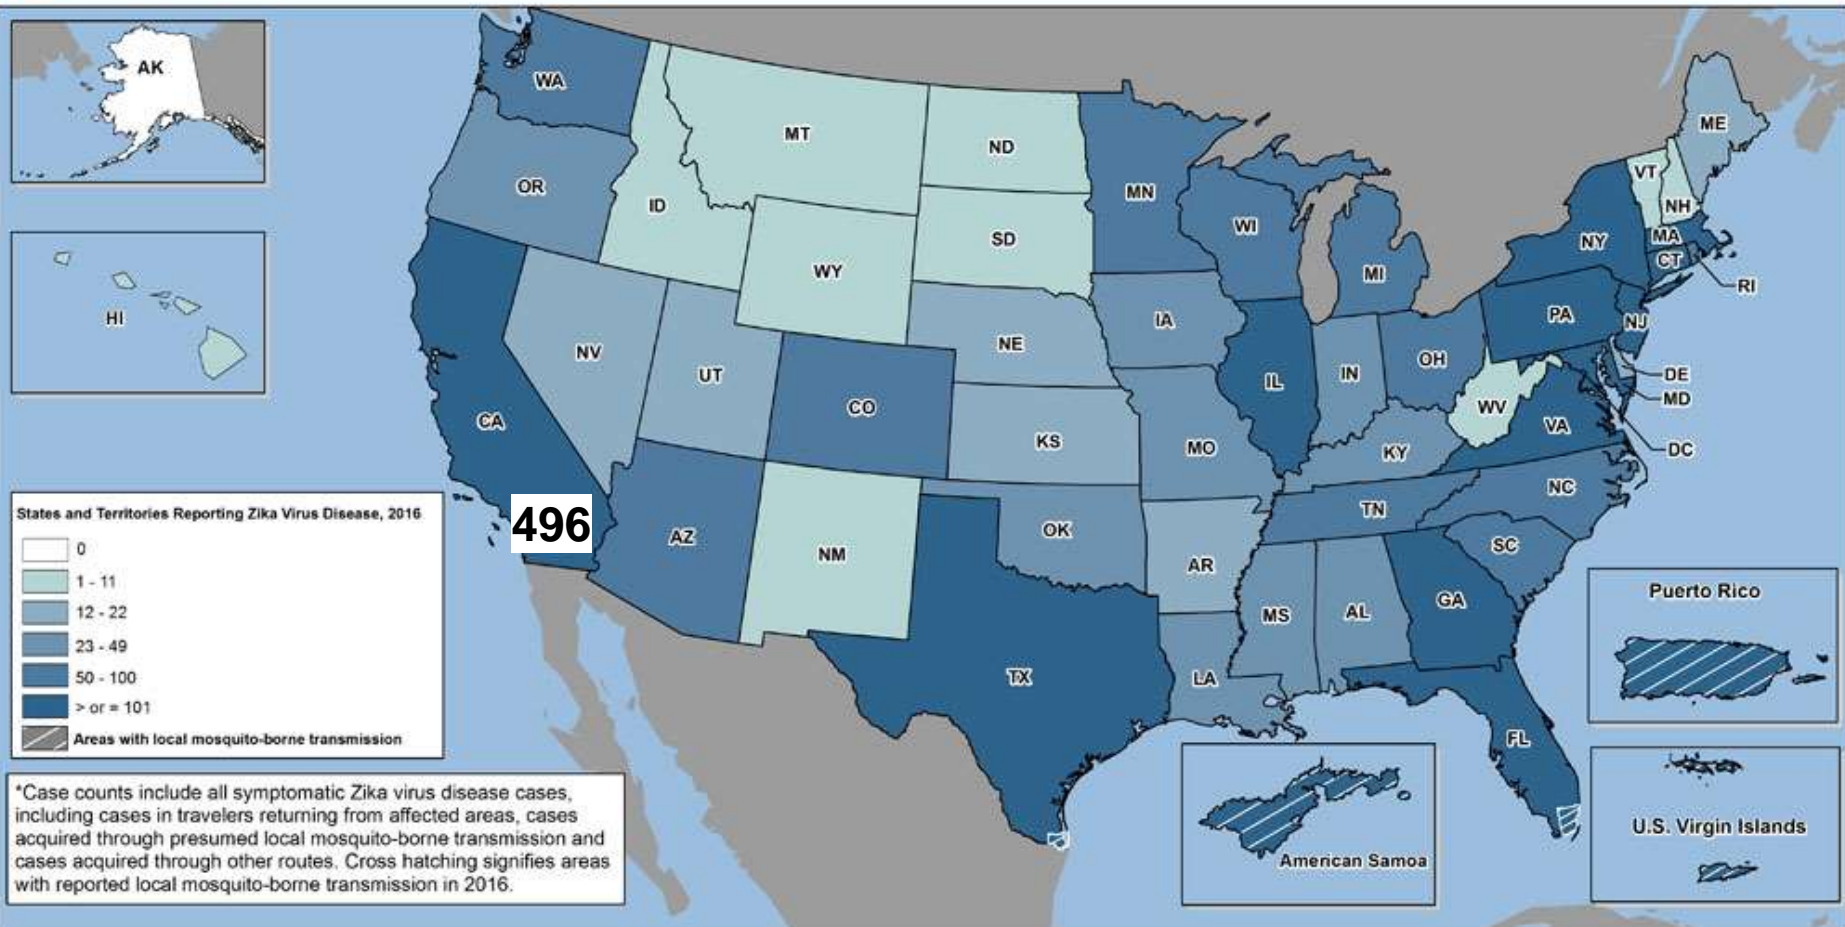 AK
HI
WA
OR
ID
MT
ND
SD
WY
MN
WI
MI
NV
UT
CO
NE
KS
IA
MO
IL
IN
OH
KY
WV
VA
PA
NY
VT
NH
ME
MA
CT
RI
NJ
DE
MD
DC
CA
496
AZ
NM
OK
TX
AR
LA
MS
AL
TN
NC
SC
GA
FL
States and Territories Reporting Zika Virus Disease, 2016
0
1 - 11
12 - 22
23 - 49
50 - 100
> or = 101
Areas with local mosquito-borne transmission
*Case counts include all symptomatic Zika virus disease cases,
including cases in travelers returning from affected areas, cases
acquired through presumed local mosquito-borne transmission and
cases acquired through other routes. Cross hatching signifies areas
with reported local mosquito-borne transmission in 2016.
Puerto Rico
American Samoa
U.S. Virgin Islands